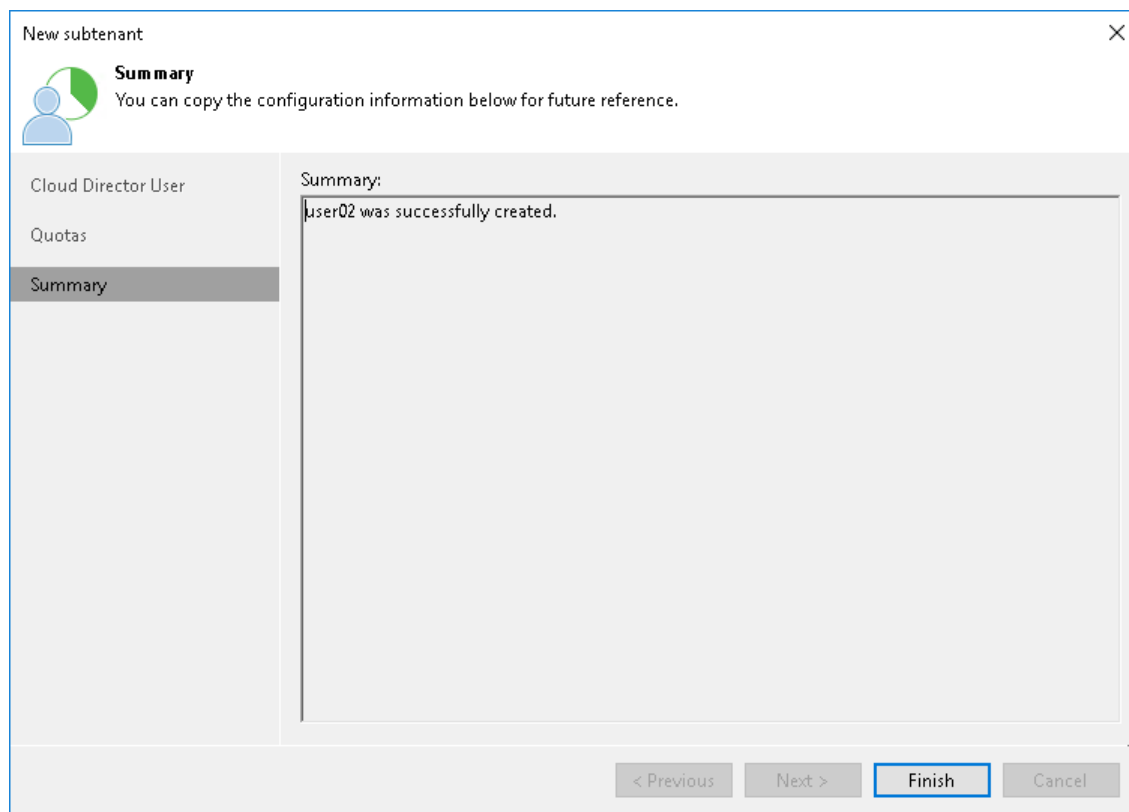 New subtenant
Summary
You can copy the configuration information below for future reference.
Cloud Director User
Quotas
Summary
Summary:
user02 was successfully created.
< Previous
Next >
Finish
Cancel